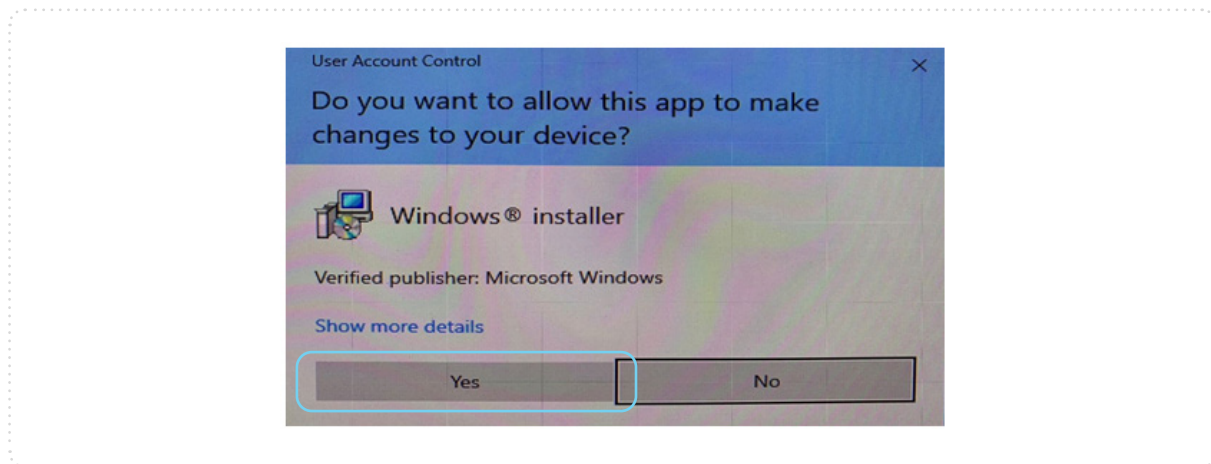 User Account Control
Do you want to allow this app to make
changes to your device?
Windows® installer
Verified publisher: Microsoft Windows
Show more details
Yes
No